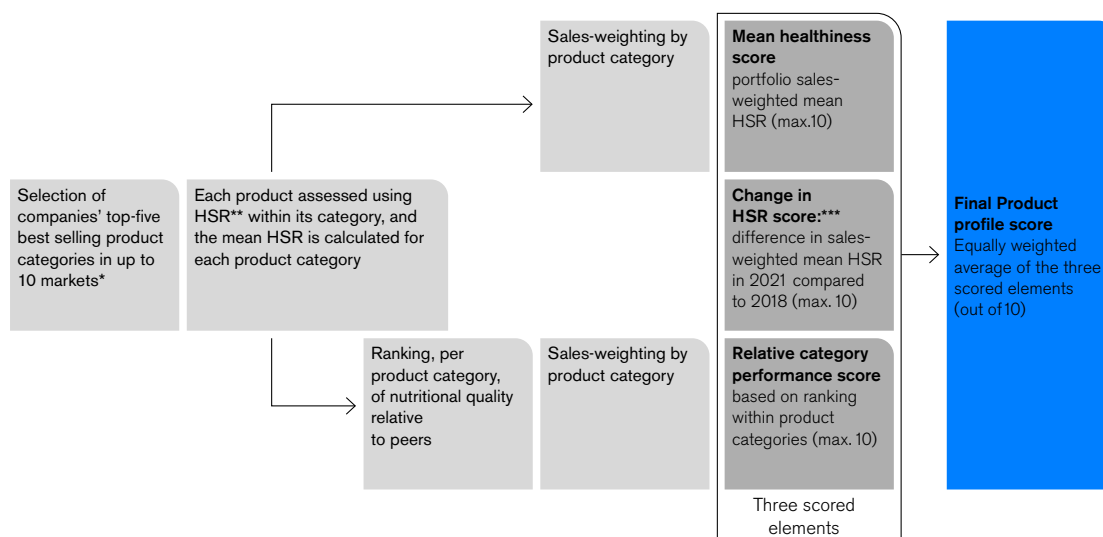 Sales-weighting by
product category
Mean healthiness
score
portfolio sales-
weighted mean
HSR (max.10)
Selection of
companies’ top-five
best selling product
categories in up to
10 markets*
Each product assessed using
HSR** within its category, and
the mean HSR is calculated for
each product category
Change in
HSR score:***
difference in sales-
weighted mean HSR
in 2021 compared
to 2018 (max. 10)
Final Product
profile score
Equally weighted
average of the three
scored elements
(out of 10)
Ranking, per
product category,
of nutritional quality
relative
to peers
Sales-weighting by
product category
Relative category
performance score
based on ranking
within product
categories (max. 10)
Three scored
elements